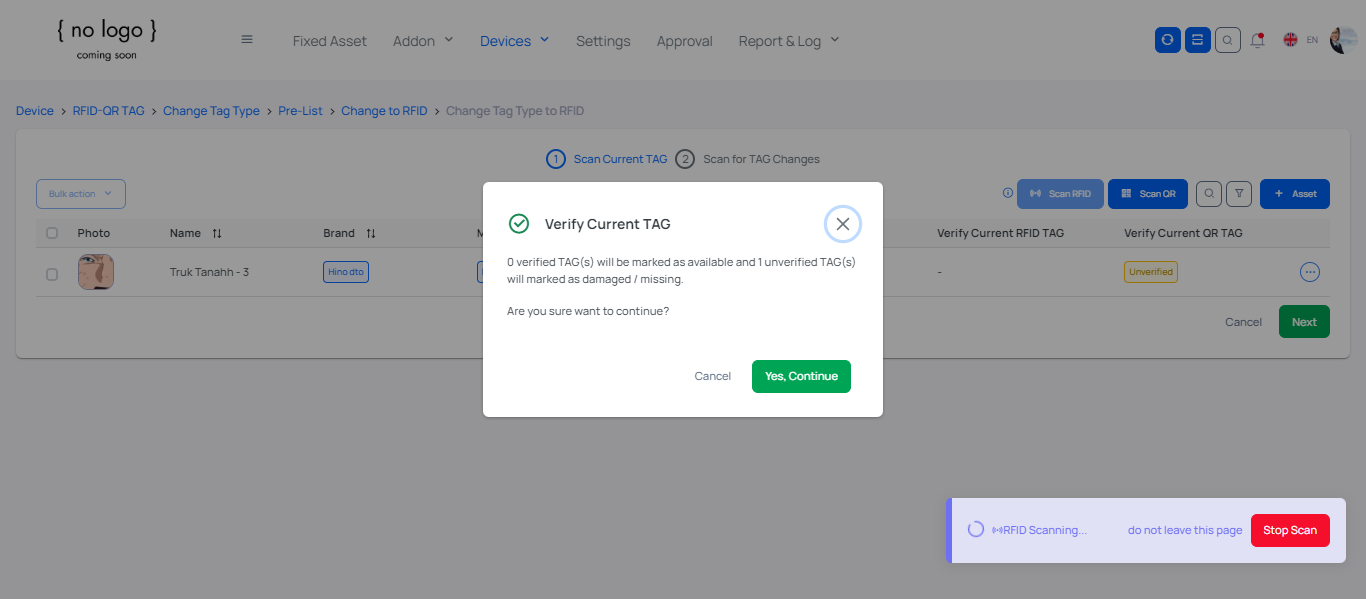 { no logo }
coming soon
Fixed Asset Addon Devices Settings Approval Report & Log EN
Device > RFID-QR TAG > Change Tag Type > Pre-List > Change to RFID > Change Tag Type to RFID
1 Scan Current TAG 2 Scan for TAG Changes
Bulk action
Scan RFID Scan QR + Asset
Photo Name Brand M Verify Current RFID TAG Verify Current QR TAG
Truk Tanahh - 3 Hino dto - Unverified
Cancel Next
Verify Current TAG
0 verified TAG(s) will be marked as available and 1 unverified TAG(s)
will marked as damaged / missing.
Are you sure want to continue?
Cancel Yes, Continue
RFID Scanning... do not leave this page Stop Scan